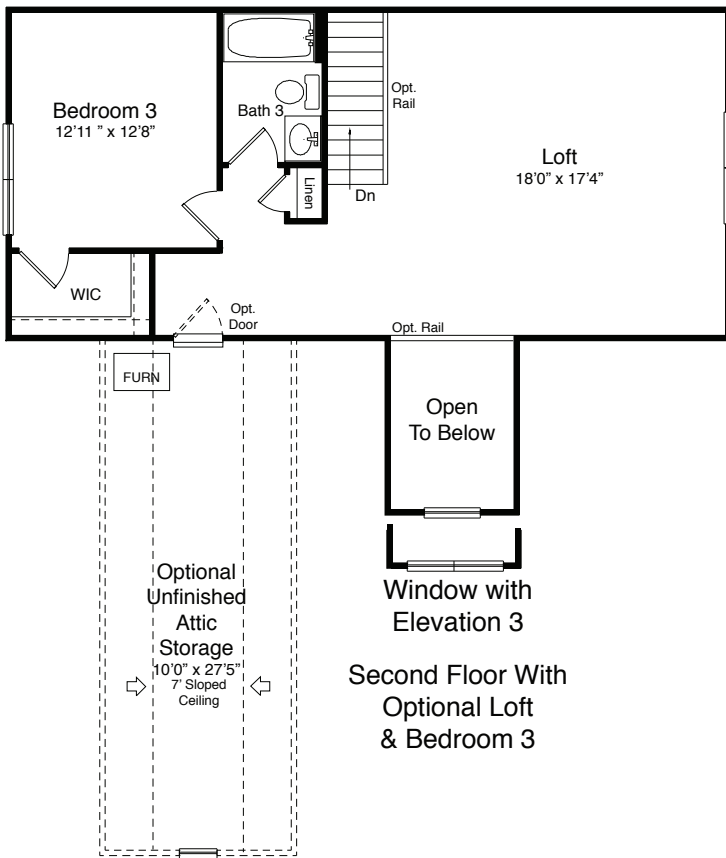 Bedroom 3
12'11 " x 12'8”
Bath 3
Opt.
Rail
Loft
18'0” x 17'4”
Linen
Dn
WIC
Opt.
Door
Opt. Rail
FURN
Open
To Below
Optional
Unfinished
Attic
Storage
10'0” x 27'5”
7' Sloped
Ceiling
Window with
Elevation 3
Second Floor With
Optional Loft
& Bedroom 3